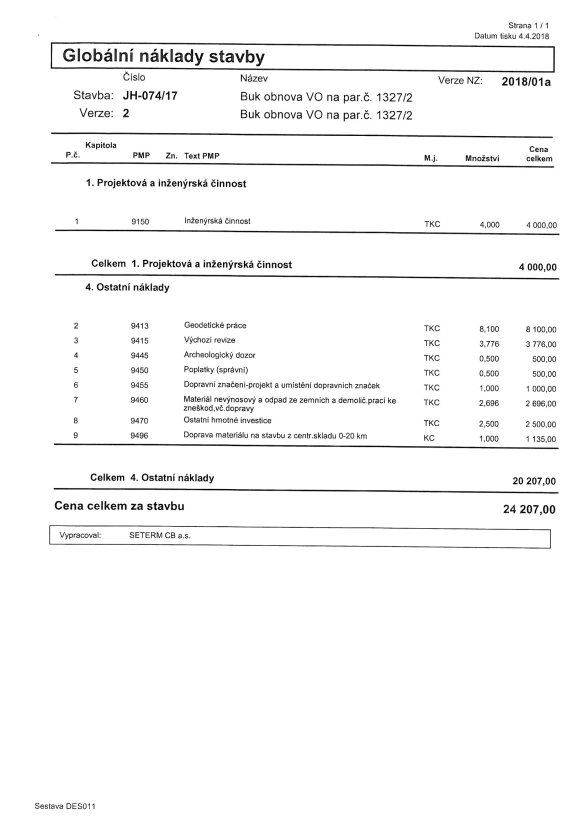 Strana 1 / 1
Datum tisku 4.4.2018
Globální náklady stavby
Číslo Název Verze NZ: 2018/01a
Stavba: JH-074/17 Buk obnova VO na par.č. 1327/2
Verze: 2 Buk obnova VO na par.č. 1327/2
Kapitola Cena
P.č. PMP Zn. Text PMP M.j. Množství celkem
1. Projektová a inženýrská činnost
1 9150 Inženýrská činnost TKC 4,000 4 000,00
Celkem 1. Projektová a inženýrská činnost 4 000,00
4. Ostatní náklady
2 9413 Geodetické práce TKC 8,100 8 100,00
3 9415 Výchozí revize TKC 3,776 3 776,00
4 9445 Archeologický dozor TKC 0,500 500,00
5 9450 Poplatky (správní) TKC 0,500 500,00
6 9455 Dopravní značení-projekt a umístění dopravních značek TKC 1,000 1 000,00
7 9460 Materiál nevýnosový a odpad ze zemních a demolič.prací ke TKC 2,696 2 696,00
zneškod,vč.dopravy
8 9470 Ostatní hmotné investice TKC 2,500 2 500,00
9 9496 Doprava materiálu na stavbu z centr.skladu 0-20 km KC 1,000 1 135,00
Celkem 4. Ostatní náklady 20 207,00
Cena celkem za stavbu 24 207,00
Vypracoval: SETERM CB a.s.
Sestava DES011